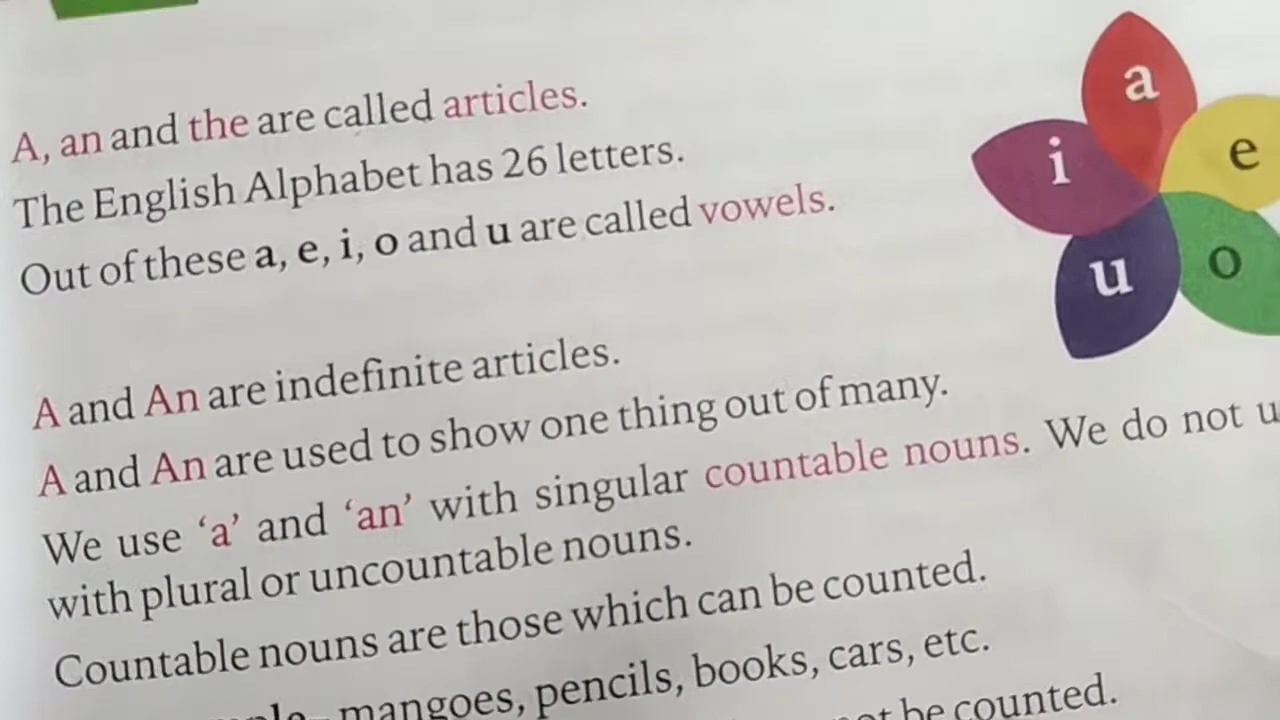 A, an and the are called articles.
The English Alphabet has 26 letters.
Out of these a, e, i, o and u are called vowels.
a
e
i
u
o
A and An are indefinite articles.
A and An are used to show one thing out of many.
We use ‘a’ and ‘an’ with singular countable nouns. We do not
with plural or uncountable nouns.
Countable nouns are those which can be counted.
mangoes, pencils, books, cars, etc.
be counted.